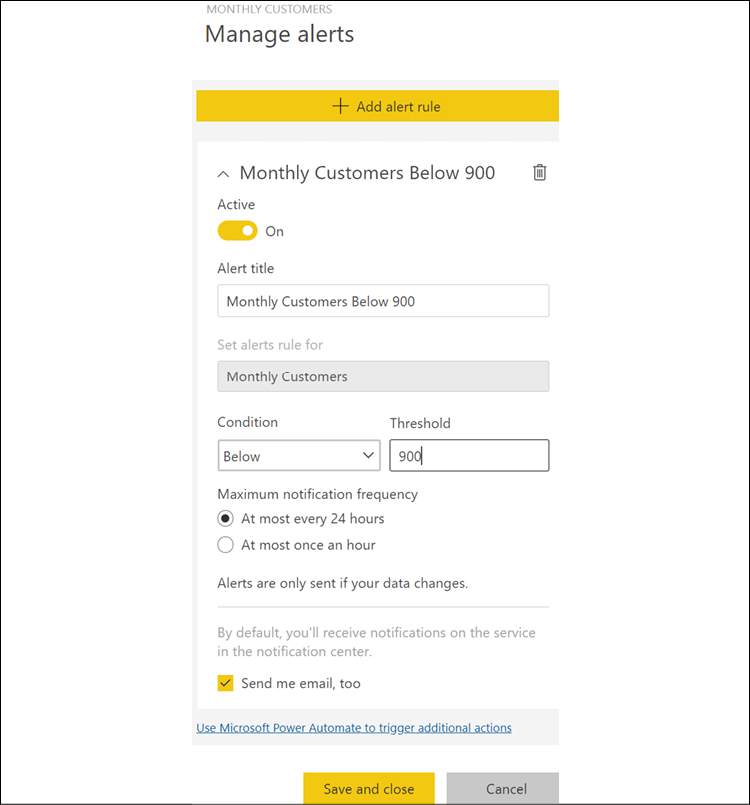 MONTHLY CUSTOMERS
Manage alerts
Add alert rule
Monthly Customers Below 900
Active
On
Alert title
Monthly Customers Below 900
Set alerts rule for
Monthly Customers
Condition
Threshold
Below
900
Maximum notification frequency
At most every 24 hours
At most once an hour
Alerts are only sent if your data changes.
By default, you'll receive notifications on the service
in the notification center.
Send me email, too
Use Microsoft Power Automate to trigger additional actions
Save and close
Cancel